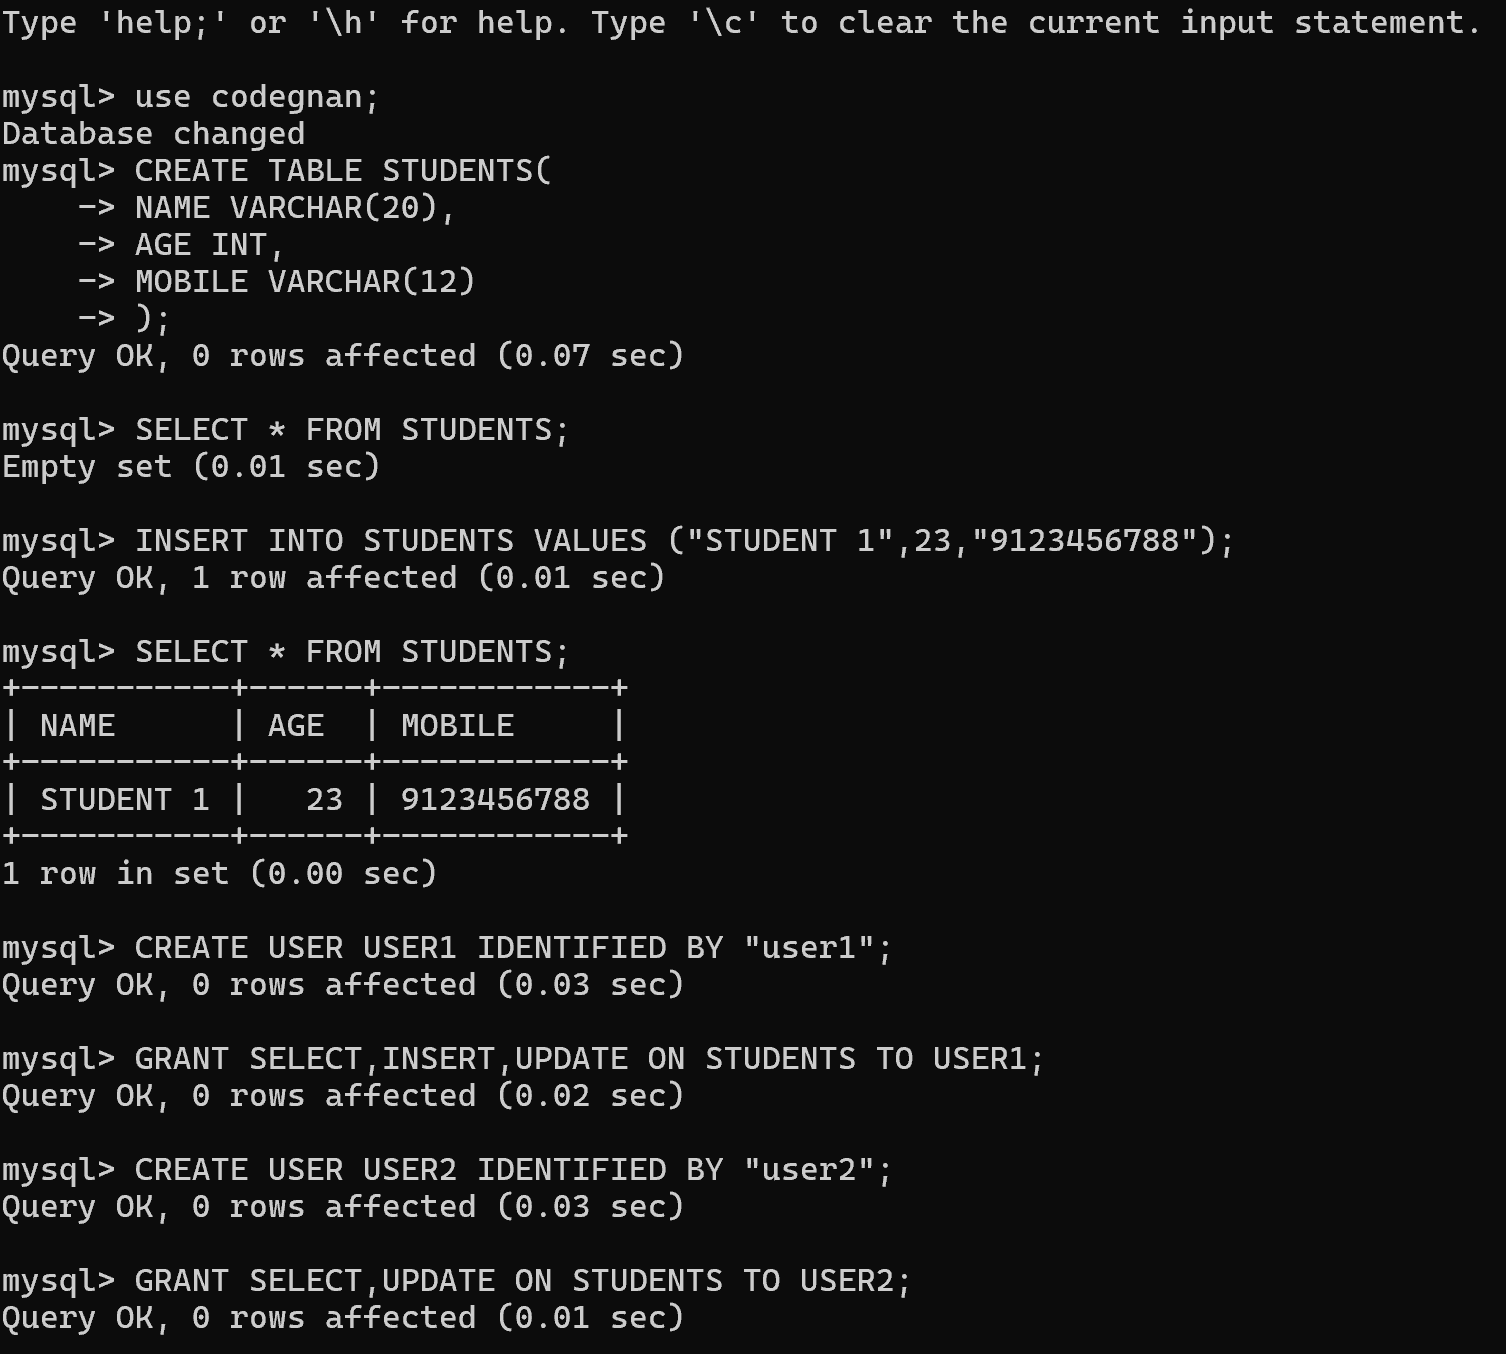 Type 'help;' or '\h' for help. Type '\c' to clear the current input statement.
mysql> use codegnan;
Database changed
mysql> CREATE TABLE STUDENTS(
    -> NAME VARCHAR(20),
    -> AGE INT,
    -> MOBILE VARCHAR(12)
    -> );
Query OK, 0 rows affected (0.07 sec)
mysql> SELECT * FROM STUDENTS;
Empty set (0.01 sec)
mysql> INSERT INTO STUDENTS VALUES ("STUDENT 1",23,"9123456788");
Query OK, 1 row affected (0.01 sec)
mysql> SELECT * FROM STUDENTS;
+-----------+------+------------+
| NAME      | AGE  | MOBILE     |
+-----------+------+------------+
| STUDENT 1 |   23 | 9123456788 |
+-----------+------+------------+
1 row in set (0.00 sec)
mysql> CREATE USER USER1 IDENTIFIED BY "user1";
Query OK, 0 rows affected (0.03 sec)
mysql> GRANT SELECT,INSERT,UPDATE ON STUDENTS TO USER1;
Query OK, 0 rows affected (0.02 sec)
mysql> CREATE USER USER2 IDENTIFIED BY "user2";
Query OK, 0 rows affected (0.03 sec)
mysql> GRANT SELECT,UPDATE ON STUDENTS TO USER2;
Query OK, 0 rows affected (0.01 sec)